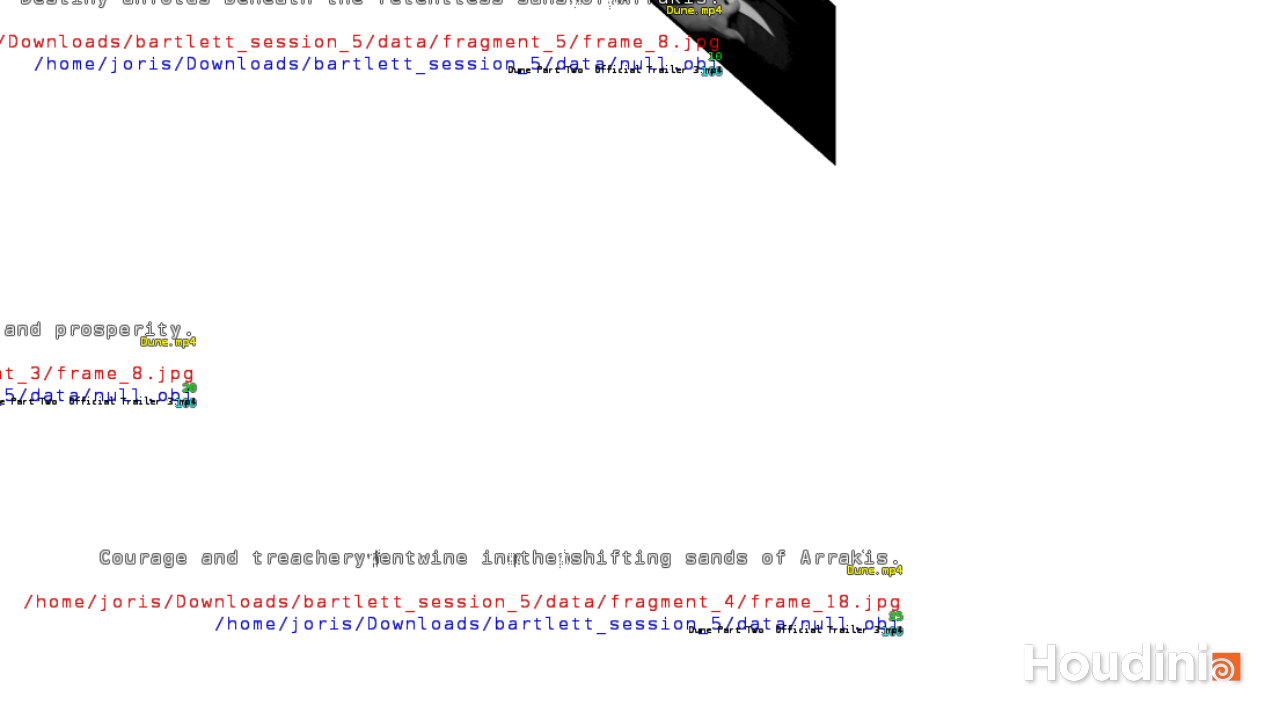 Destiny unfolds beneath the relentless sands of Arrakis.
Dune.mp4
/Downloads/bartlett_session_5/data/fragment_5/frame_8.jpg
10
/home/joris/Downloads/bartlett_session_5/data/null.obj
Dune Part Two Official Trailer 3.mp4
and prosperity.
Dune.mp4
nt_3/frame_8.jpg
20
5/data/null.obj
e Part Two Official Trailer 3.mp4
Courage and treachery entwine in the shifting sands of Arrakis.
Dune.mp4
/home/joris/Downloads/bartlett_session_5/data/fragment_4/frame_18.jpg
/home/joris/Downloads/bartlett_session_5/data/null.obj
Dune Part Two Official Trailer 3.mp4
Houdini